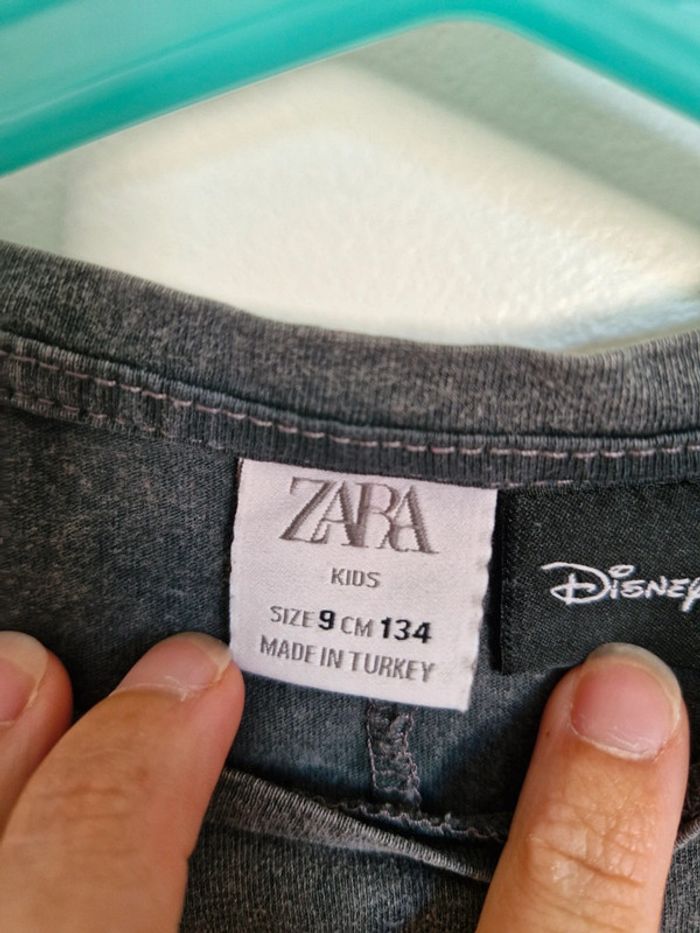 ZARA
KIDS
SIZE 9 CM 134
MADE IN TURKEY
DISNEY